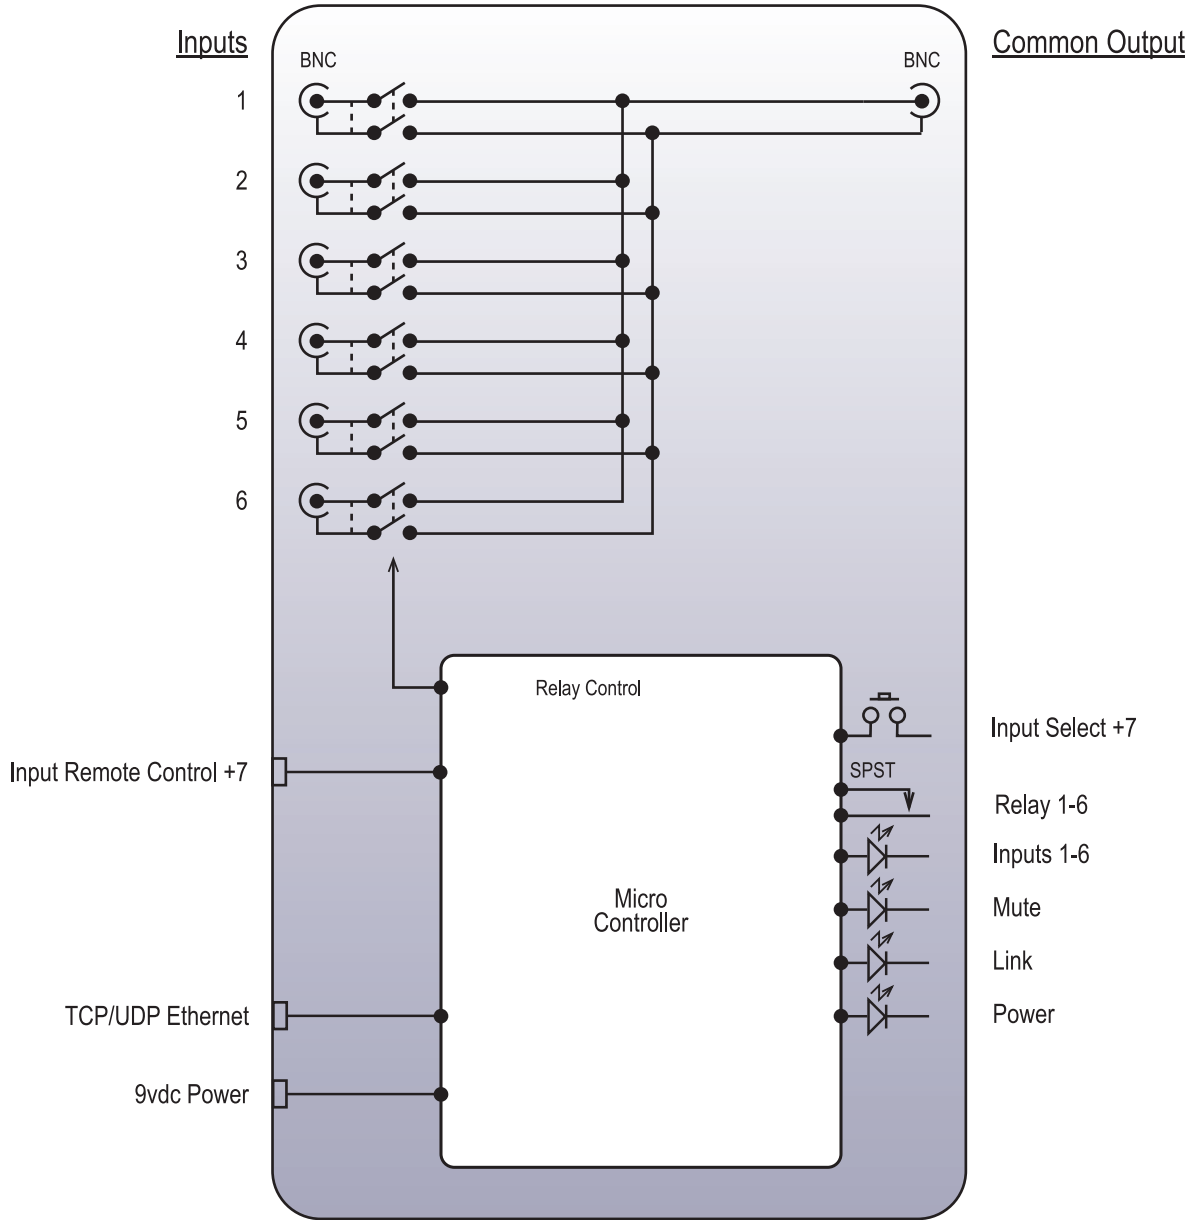 Inputs
Common Output
BNC
BNC
1
2
3
4
5
6
Relay Control
Input Select +7
Input Remote Control +7
SPST
Relay 1-6
Inputs 1-6
Micro
Controller
Mute
Link
TCP/UDP Ethernet
Power
9vdc Power